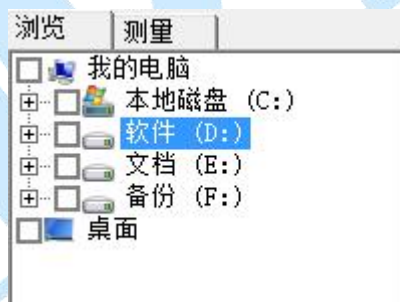 浏览 测量
我的电脑
本地磁盘 (C:)
软件 (D:)
文档 (E:)
备份 (F:)
桌面